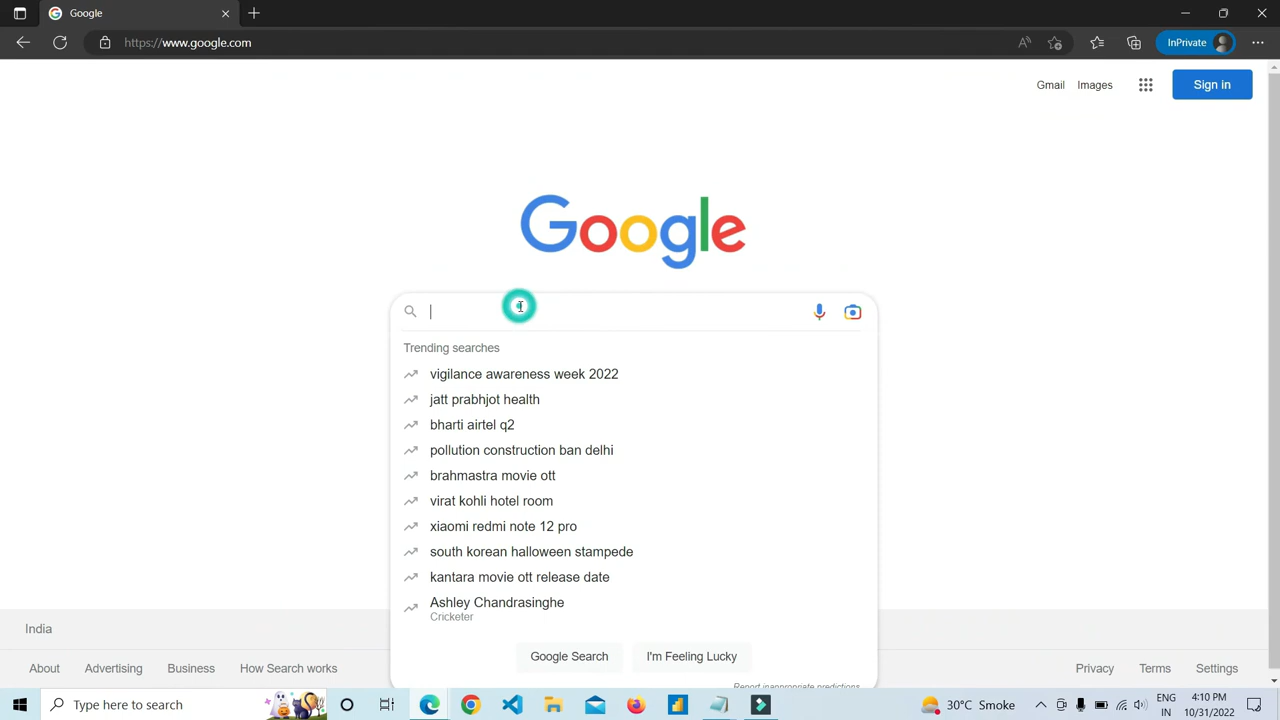 Google
https://www.google.com
InPrivate
Gmail
Images
Sign in
Google
Trending searches
vigilance awareness week 2022
jatt prabhjot health
bharti airtel q2
pollution construction ban delhi
brahmastra movie ott
virat kohli hotel room
xiaomi redmi note 12 pro
south korean halloween stampede
kantara movie ott release date
Ashley Chandrasinghe
Cricketer
Google Search
I'm Feeling Lucky
Report inappropriate predictions
India
About
Advertising
Business
How Search works
Privacy
Terms
Settings
Type here to search
30°C Smoke
ENG
IN
4:10 PM
10/31/2022